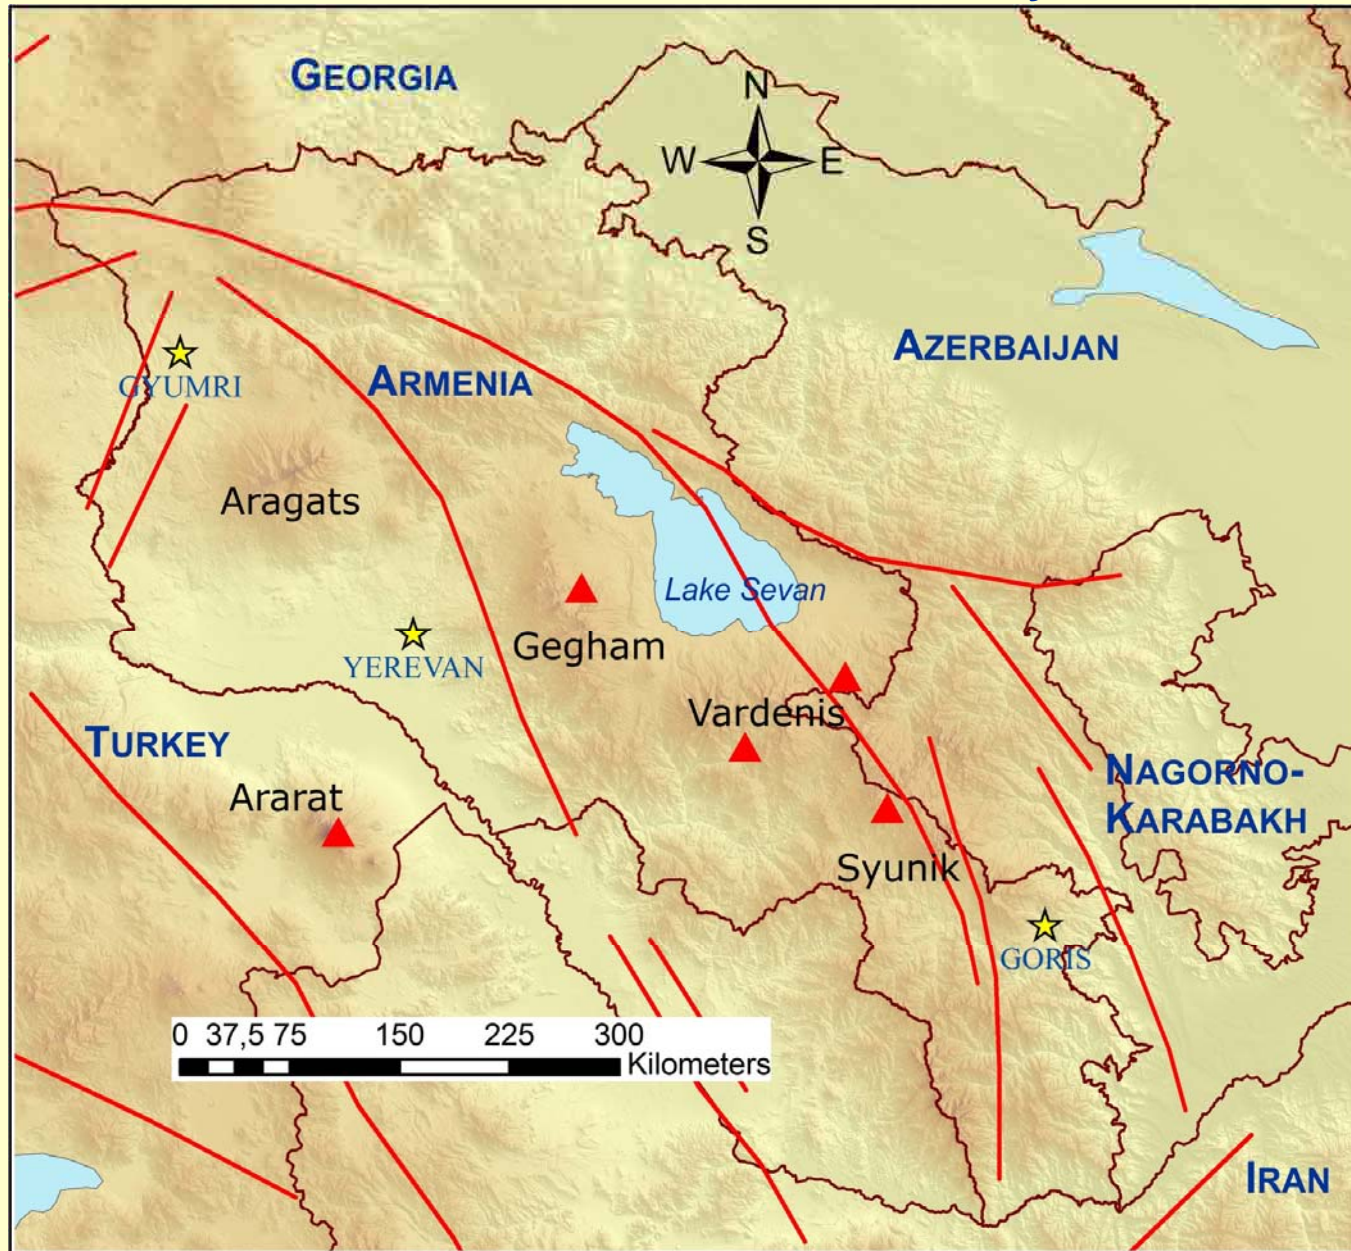 GEORGIA
N
W E
S
AZERBAIJAN
GYUMRI
ARMENIA
Aragats
Lake Sevan
Gegham
YEREVAN
Vardenis
TURKEY
NAGORNO-
KARABAKH
Ararat
Syunik
GORIS
0 37,5 75 150 225 300
Kilometers
IRAN